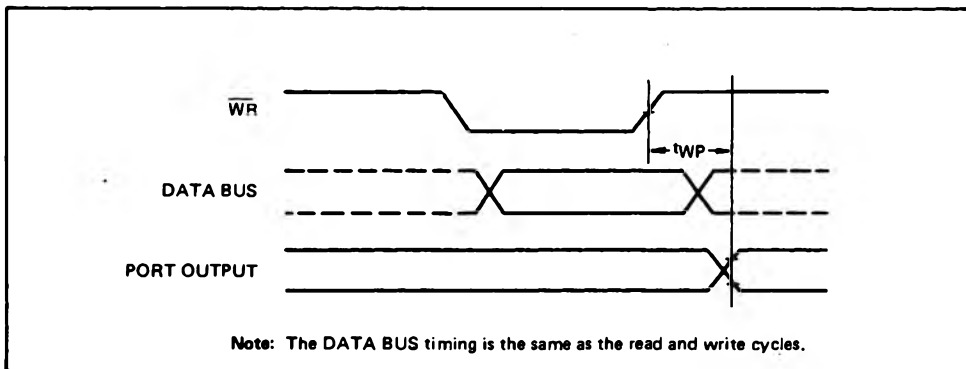 WR
tWP
DATA BUS
PORT OUTPUT
Note: The DATA BUS timing is the same as the read and write cycles.